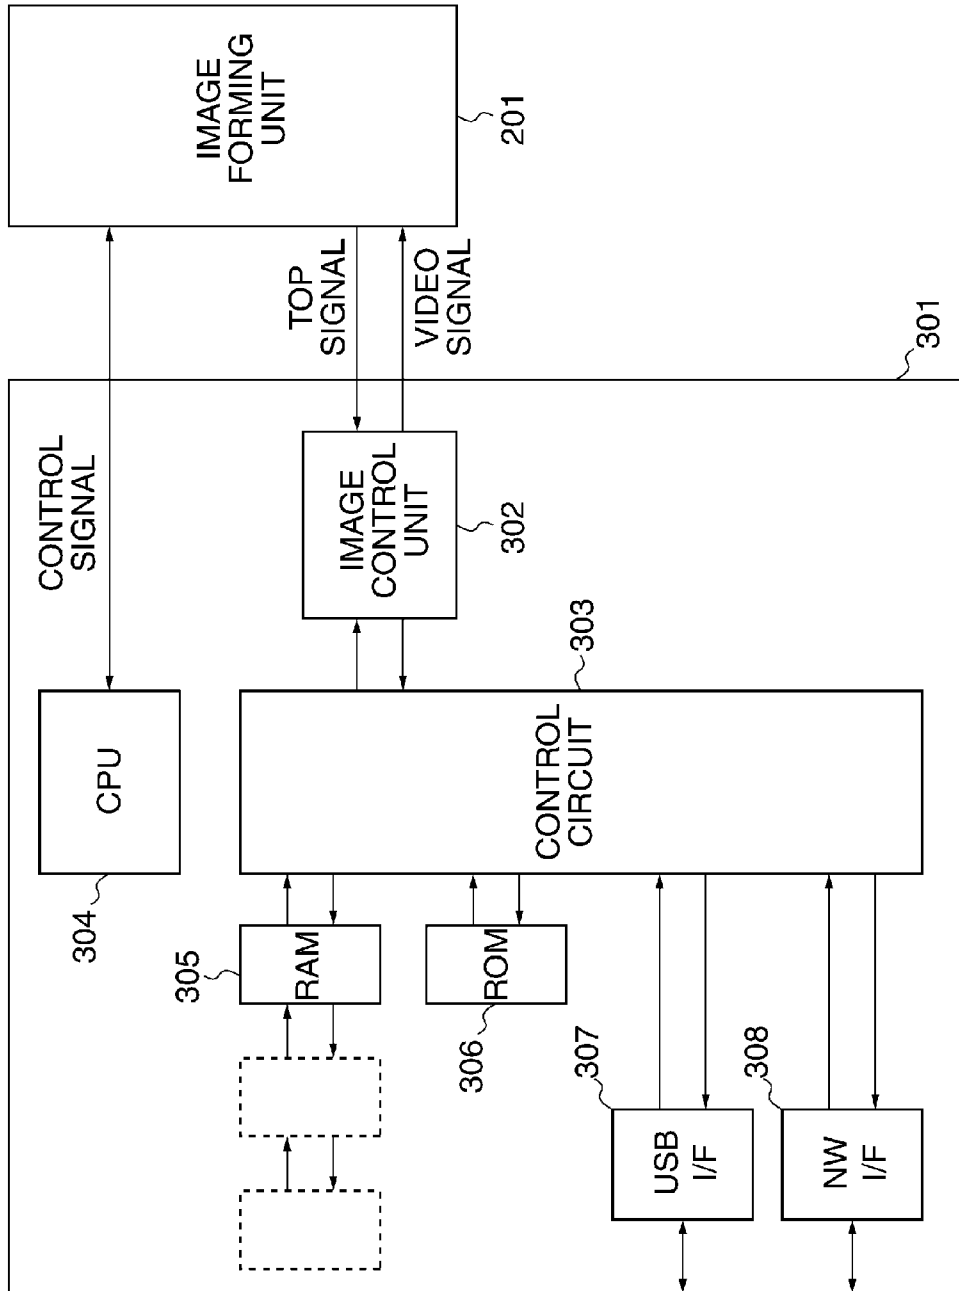 IMAGE
FORMING
UNIT
201
TOP
SIGNAL
VIDEO
SIGNAL
301
CONTROL
SIGNAL
IMAGE
CONTROL
UNIT
302
CPU
304
CONTROL
CIRCUIT
303
RAM
305
ROM
306
USB
I/F
307
NW
I/F
308